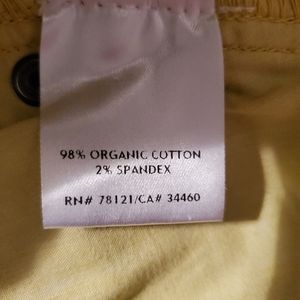 98% ORGANIC COTTON
2% SPANDEX
RN# 78121/CA# 34460